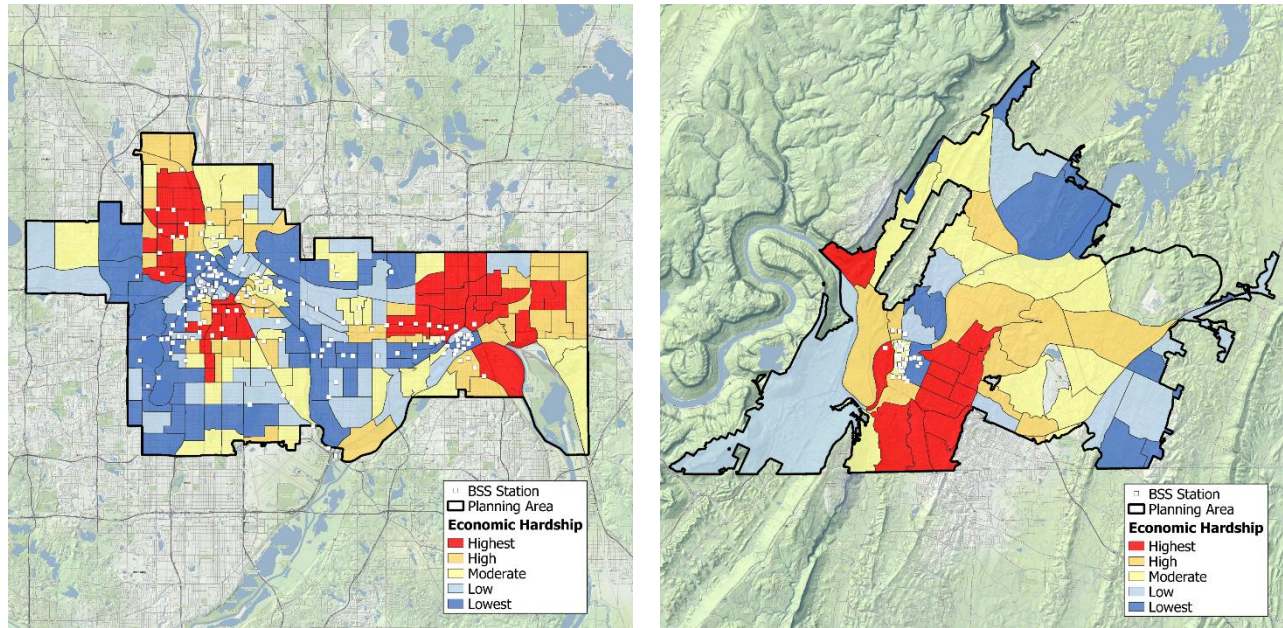 BSS Station
Planning Area
Economic Hardship
Highest
High
Moderate
Low
Lowest
BSS Station
Planning Area
Economic Hardship
Highest
High
Moderate
Low
Lowest